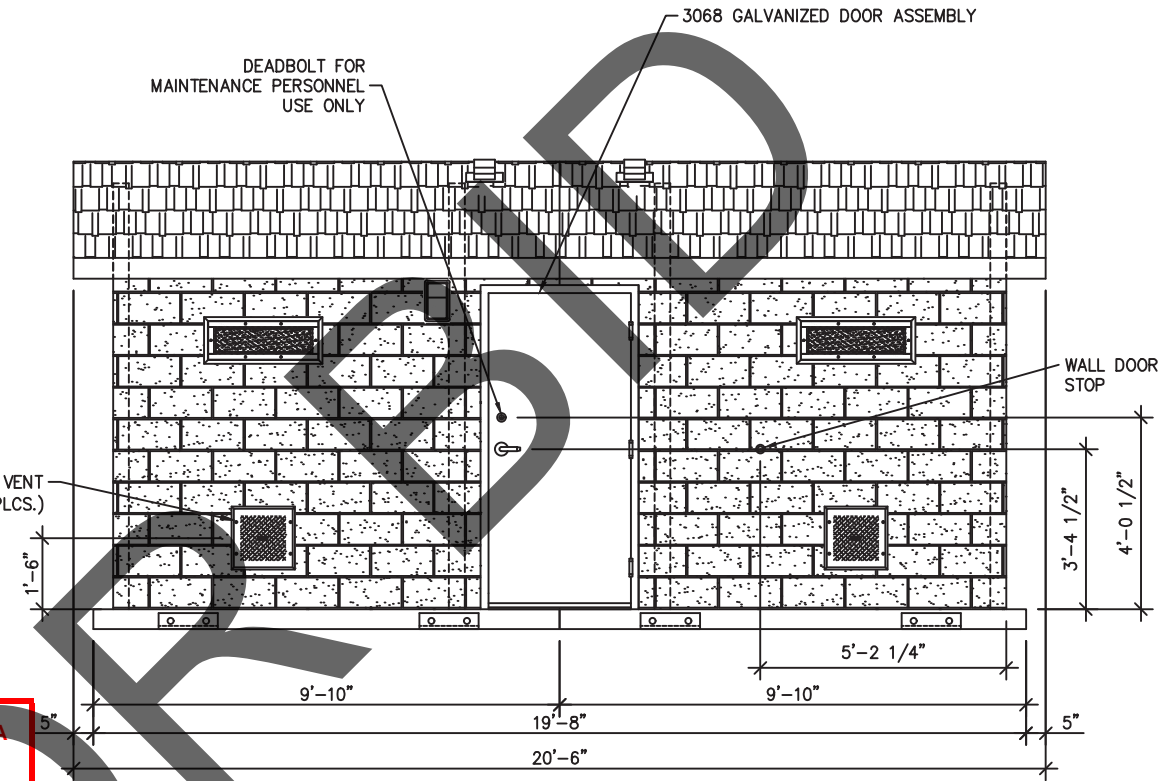 3068 GALVANIZED DOOR ASSEMBLY
DEADBOLT FOR
MAINTENANCE PERSONNEL
USE ONLY
WALL DOOR
STOP
VENT
PLCS.)
1'-6"
3'-4 1/2"
4'-0 1/2"
5'-2 1/4"
9'-10"
9'-10"
5"
19'-8"
5"
20'-6"
A
R BID